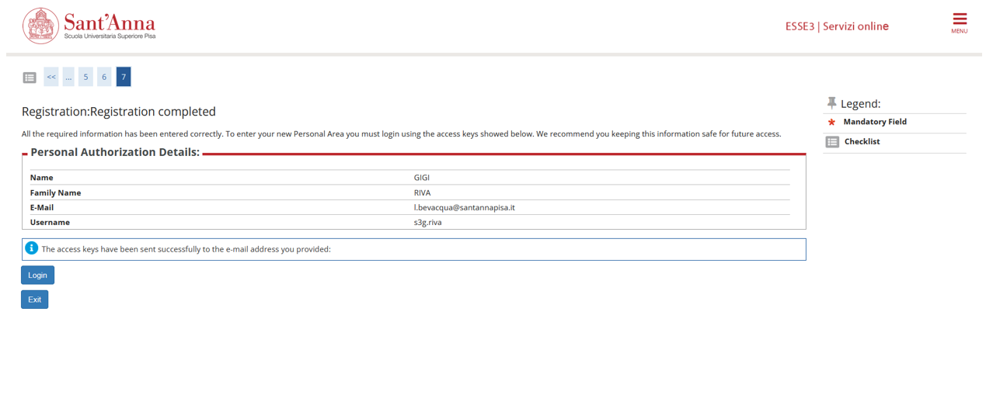 Sant'Anna
Scuola Universitaria Superiore Pisa
ESSE3 | Servizi online
MENU
<< ... 5 6 7
Registration:Registration completed
All the required information has been entered correctly. To enter your new Personal Area you must login using the access keys showed below. We recommend you keeping this information safe for future access.
Personal Authorization Details:
Name GIGI
Family Name RIVA
E-Mail l.bevacqua@santannapisa.it
Username s3g.riva
The access keys have been sent successfully to the e-mail address you provided:
Login
Exit
Legend:
* Mandatory Field
Checklist